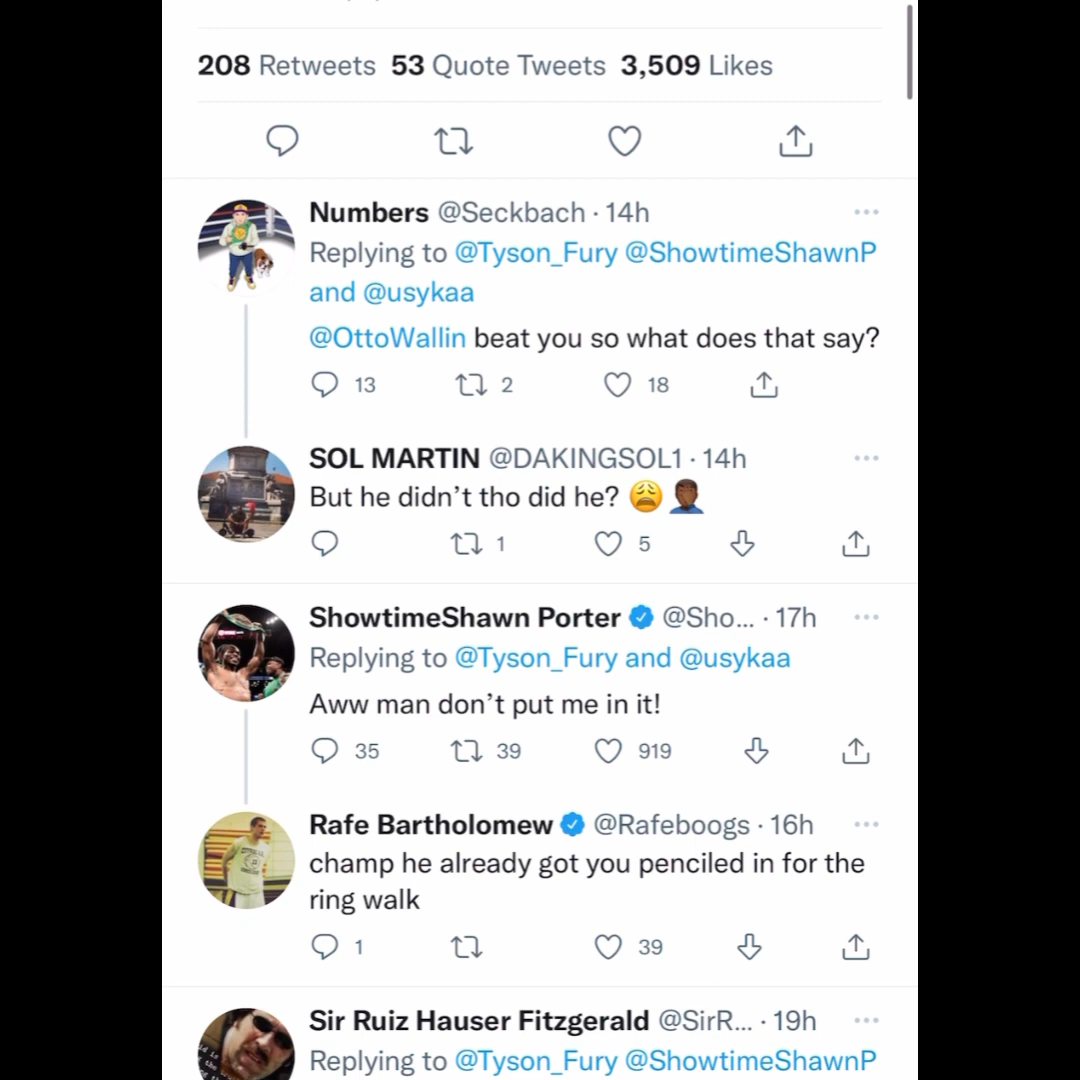 208 Retweets 53 Quote Tweets 3,509 Likes
Numbers @Seckbach · 14h
Replying to @Tyson_Fury @ShowtimeShawnP
and @usykaa
@OttoWallin beat you so what does that say?
13 2 18
SOL MARTIN @DAKINGSOL1 · 14h
But he didn’t tho did he? 😩 🤦🏾‍♂️
1 5
ShowtimeShawn Porter @Sho... · 17h
Replying to @Tyson_Fury and @usykaa
Aww man don’t put me in it!
35 39 919
Rafe Bartholomew @Rafeboogs · 16h
champ he already got you penciled in for the
ring walk
1 39
Sir Ruiz Hauser Fitzgerald @SirR... · 19h
Replying to @Tyson_Fury @ShowtimeShawnP